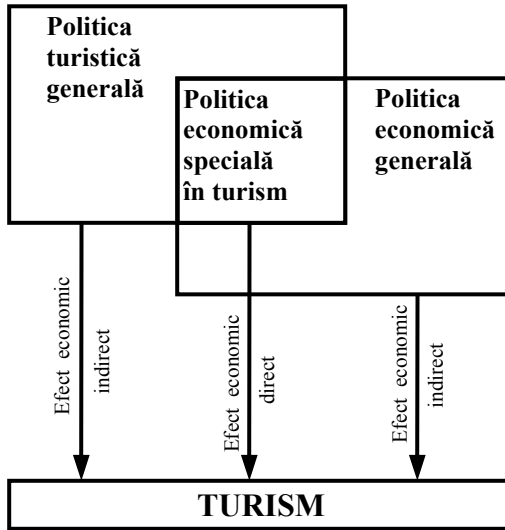 Politica
turistică
generală
Politica
economică
specială
în turism
Politica
economică
generală
Efect economic
indirect
Efect economic
direct
Efect economic
indirect
TURISM